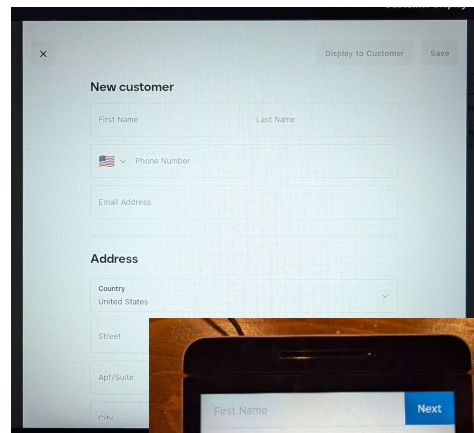 Display to Customer Save
New customer
First Name Last Name
Phone Number
Email Address
Address
Country
United States
Street
Apt/Suite
City
First Name Next